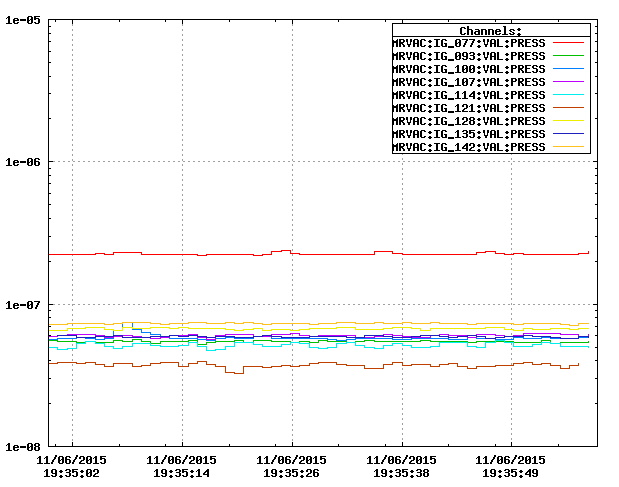 1e-05
Channels:
MRVAC:IG_077:VAL:PRESS
MRVAC:IG_093:VAL:PRESS
MRVAC:IG_100:VAL:PRESS
MRVAC:IG_107:VAL:PRESS
MRVAC:IG_114:VAL:PRESS
MRVAC:IG_121:VAL:PRESS
MRVAC:IG_128:VAL:PRESS
MRVAC:IG_135:VAL:PRESS
MRVAC:IG_142:VAL:PRESS
1e-06
1e-07
1e-08
11/06/2015 11/06/2015 11/06/2015 11/06/2015 11/06/2015
19:35:02 19:35:14 19:35:26 19:35:38 19:35:49